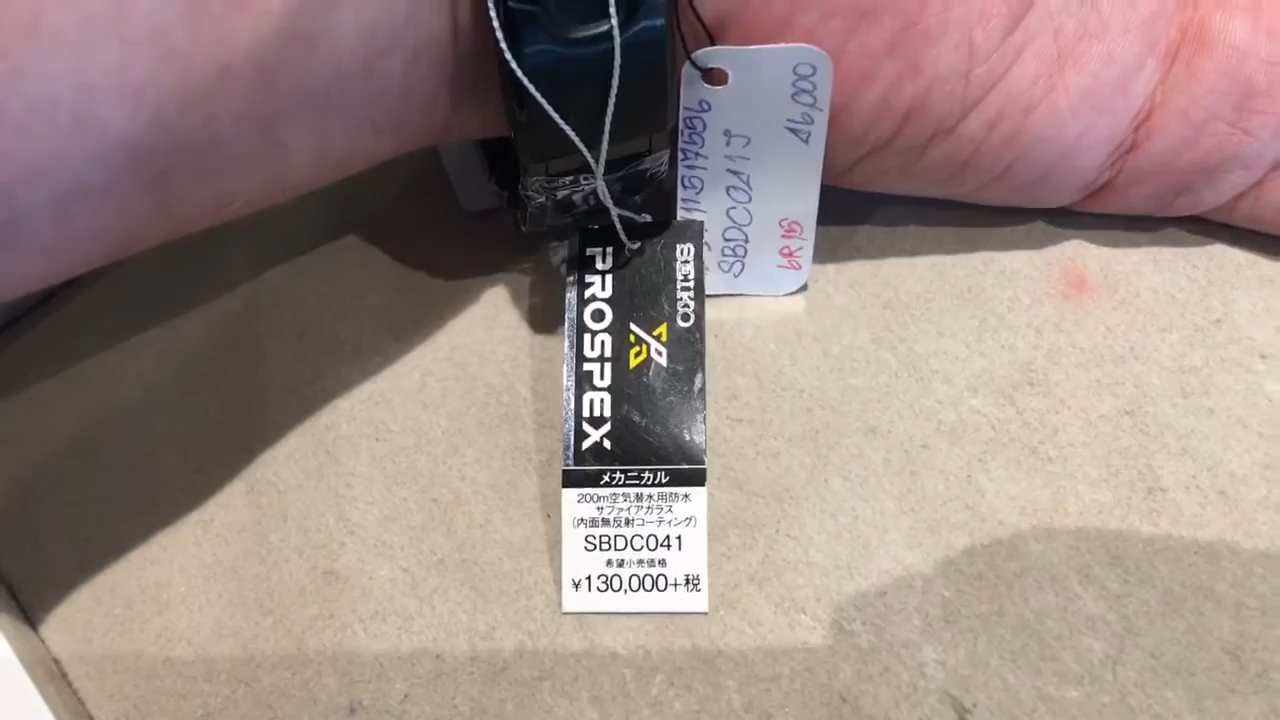 SEIKO
PROSPEX
メカニカル
200m空気潜水用防水
サファイアガラス
(内面無反射コーティング)
SBDC041
希望小売価格
¥130,000+税
46,000
SBDC041J
6R15